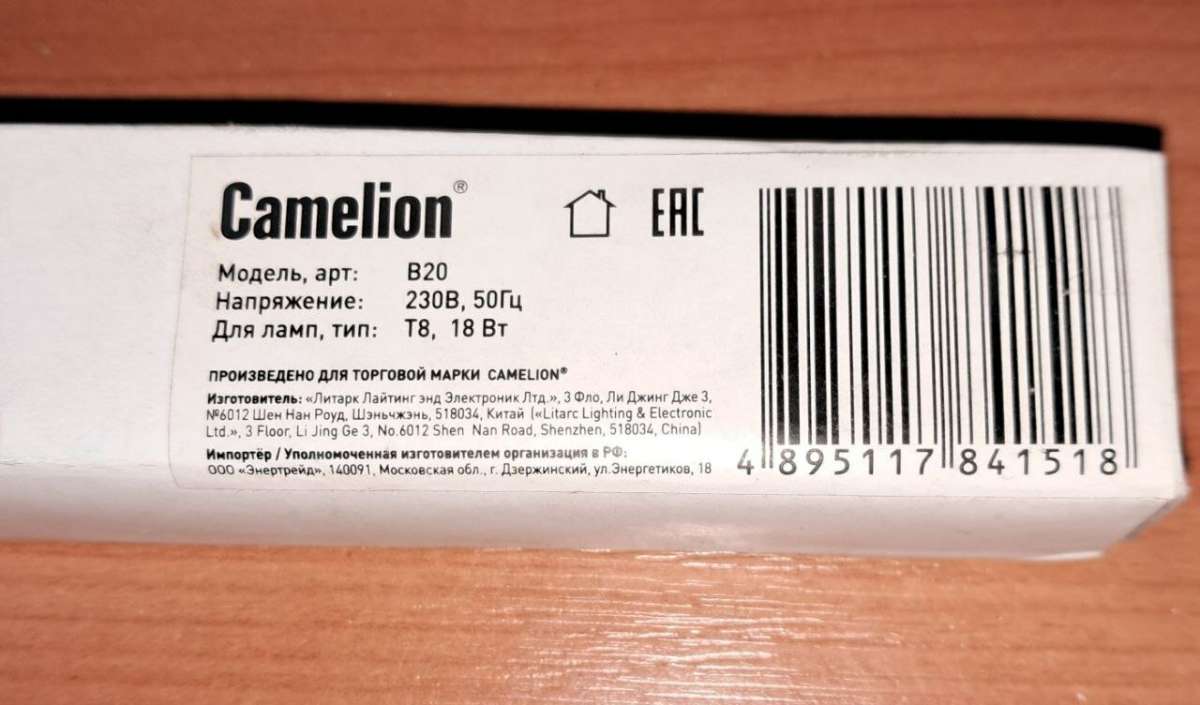 Camelion®
EAC
Модель, арт: B20
Напряжение: 230В, 50Гц
Для ламп, тип: Т8, 18 Вт
ПРОИЗВЕДЕНО ДЛЯ ТОРГОВОЙ МАРКИ CAMELION®
Изготовитель: «Литарк Лайтинг энд Электроник Лтд.», 3 Фло, Ли Джинг Дже 3,
№6012 Шен Нан Роуд, Шэньчжэнь, 518034, Китай («Litarc Lighting & Electronic
Ltd.», 3 Floor, Li Jing Ge 3, No.6012 Shen Nan Road, Shenzhen, 518034, China)
Импортёр / Уполномоченная изготовителем организация в РФ:
ООО «Энертрейд», 140091, Московская обл., г. Дзержинский, ул.Энергетиков, 18
4 895117 841518